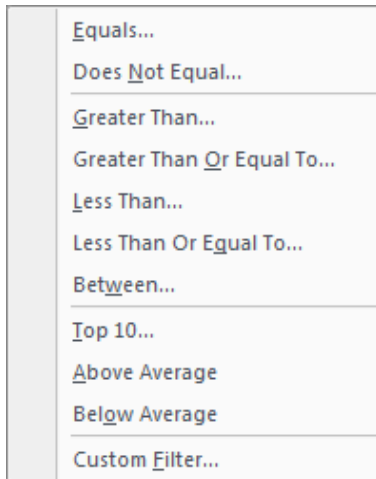 Equals...
Does Not Equal...
Greater Than...
Greater Than Or Equal To...
Less Than...
Less Than Or Equal To...
Between...
Top 10...
Above Average
Below Average
Custom Filter...